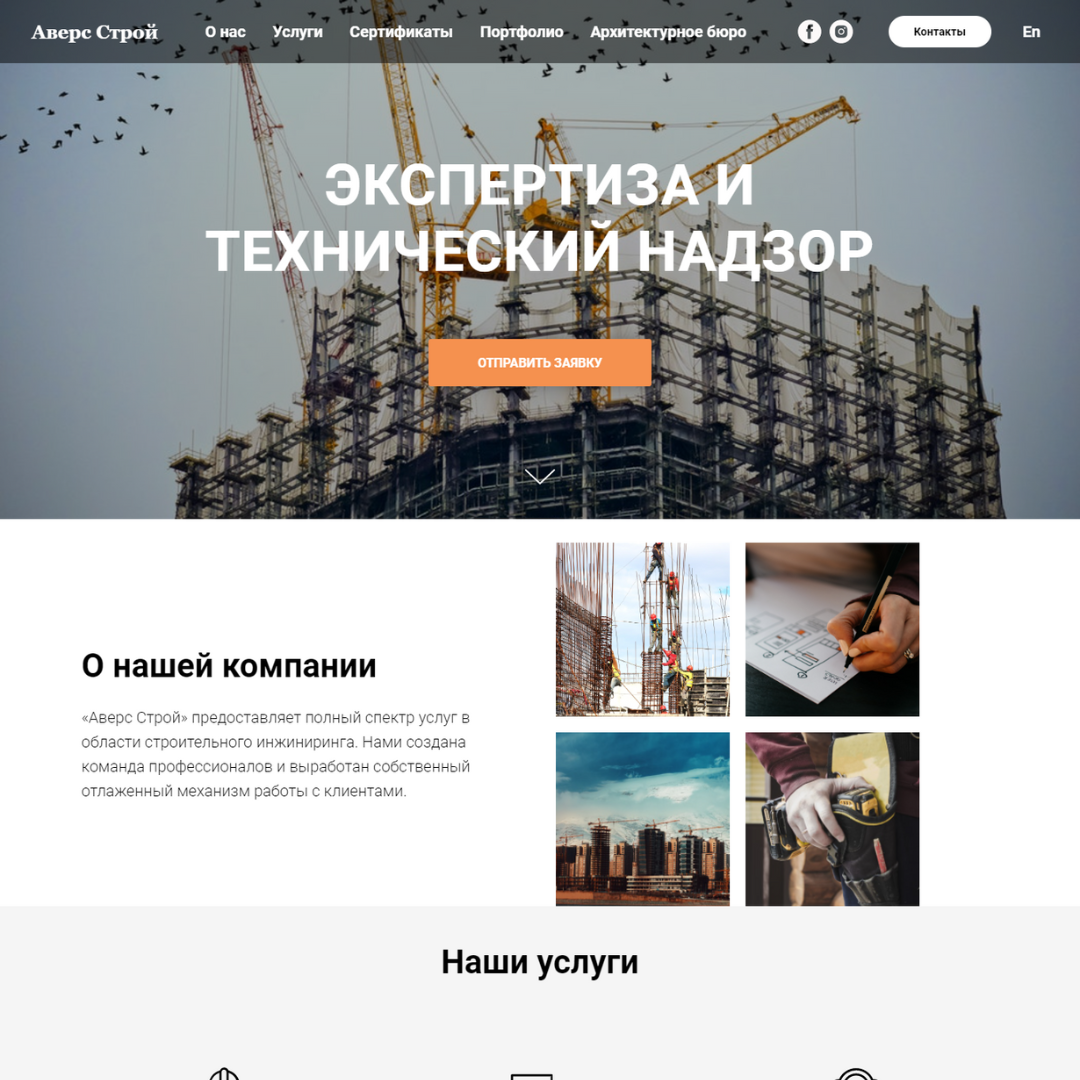 Аверс Строй
О нас
Услуги
Сертификаты
Портфолио
Архитектурное бюро
Контакты
En
ЭКСПЕРТИЗА И
ТЕХНИЧЕСКИЙ НАДЗОР
ОТПРАВИТЬ ЗАЯВКУ
О нашей компании
«Аверс Строй» предоставляет полный спектр услуг в
области строительного инжиниринга. Нами создана
команда профессионалов и выработан собственный
отлаженный механизм работы с клиентами.
Наши услуги